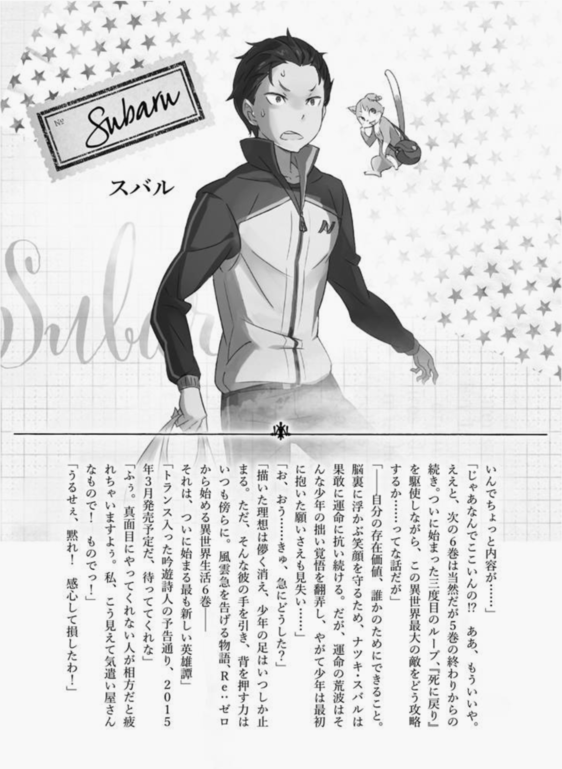 Nº
Subaru
スバル
Subaru
いんでちょっと内容が……」
「じゃあなんでここいんの!? ああ、もういいや。
ええと、次の6巻は当然だが5巻の終わりからの
続き。ついに始まった三度目のループ、『死に戻り』
を駆使しながら、この異世界最大の敵をどう攻略
するか……ってな話だが」
「――自分の存在価値、誰かのためにできること。
脳裏に浮かぶ笑顔を守るため、ナツキ・スバルは
果敢に運命に抗い続ける。だが、運命の荒波はそ
んな少年の拙い覚悟を翻弄し、やがて少年は最初
に抱いた願いさえも見失い……」
「お、おう……きゅ、急にどうした?」
「描いた理想は儚く消え、少年の足はいつしか止
まる。ただ、そんな彼の手を引き、背を押す力は
いつも傍らに。風雲急を告げる物語、Re:ゼロ
から始める異世界生活6巻――
それは、ついに始まる最も新しい英雄譚」
「トランス入った吟遊詩人の予告通り、2015
年3月発売予定だ、待っててくれな」
「ふぅ。真面目にやってくれない人が相方だと疲
れちゃいますよぉ。私、こう見えて気遣い屋さん
なもので! ものでっ!」
「うるせぇ、黙れ! 感心して損したわ!」